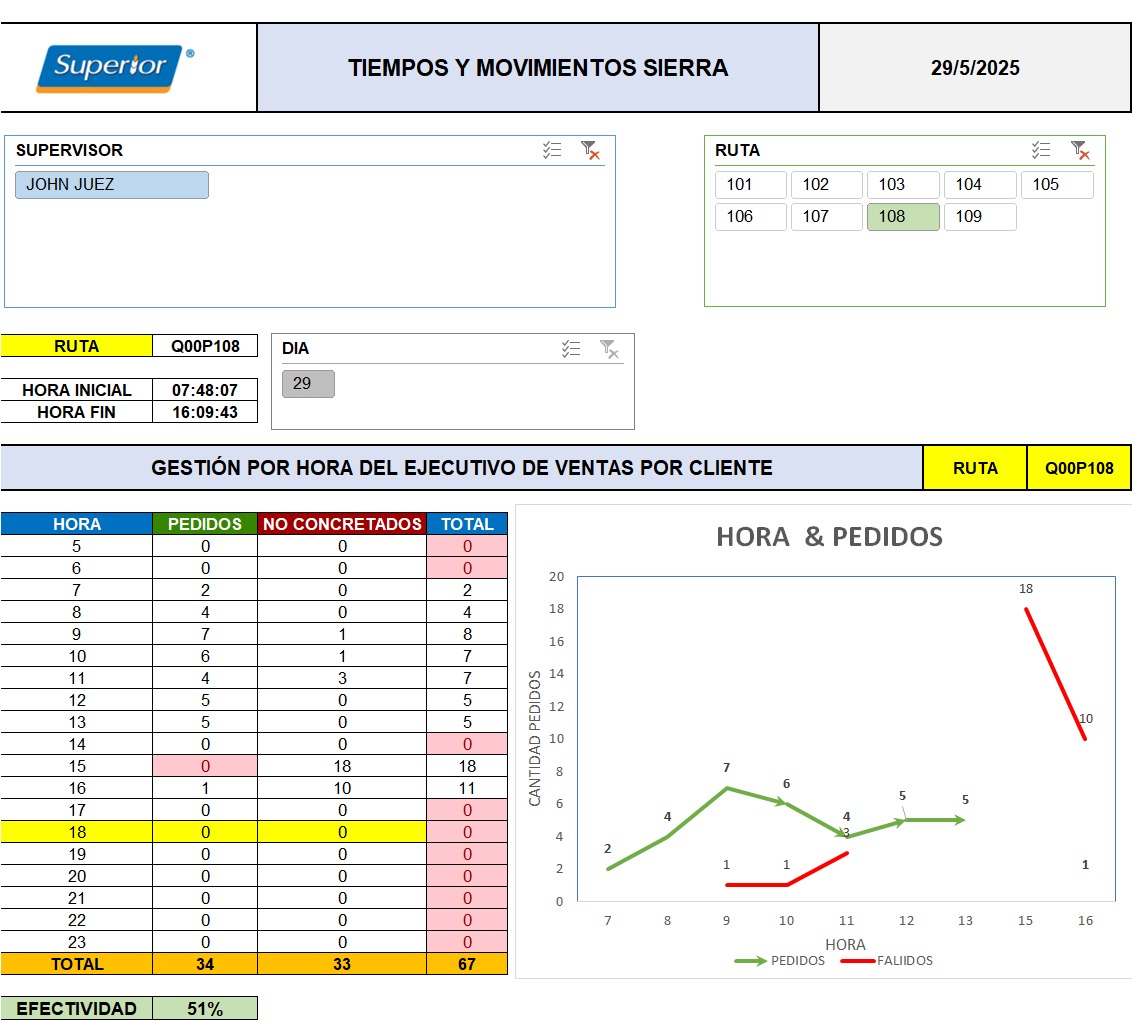 Superior®
TIEMPOS Y MOVIMIENTOS SIERRA
29/5/2025
SUPERVISOR
JOHN JUEZ
RUTA
101 102 103 104 105
106 107 108 109
RUTA Q00P108
HORA INICIAL 07:48:07
HORA FIN 16:09:43
DIA
29
GESTIÓN POR HORA DEL EJECUTIVO DE VENTAS POR CLIENTE RUTA Q00P108
HORA PEDIDOS NO CONCRETADOS TOTAL
5 0 0 0
6 0 0 0
7 2 0 2
8 4 0 4
9 7 1 8
10 6 1 7
11 4 3 7
12 5 0 5
13 5 0 5
14 0 0 0
15 0 18 18
16 1 10 11
17 0 0 0
18 0 0 0
19 0 0 0
20 0 0 0
21 0 0 0
22 0 0 0
23 0 0 0
TOTAL 34 33 67
EFECTIVIDAD 51%
HORA & PEDIDOS
CANTIDAD PEDIDOS
20
18
16
14
12
10
8
6
4
2
0
2 4 7 6 4 5 5 1
1 1 3 18 10
7 8 9 10 11 12 13 15 16
HORA
PEDIDOS FALIIDOS